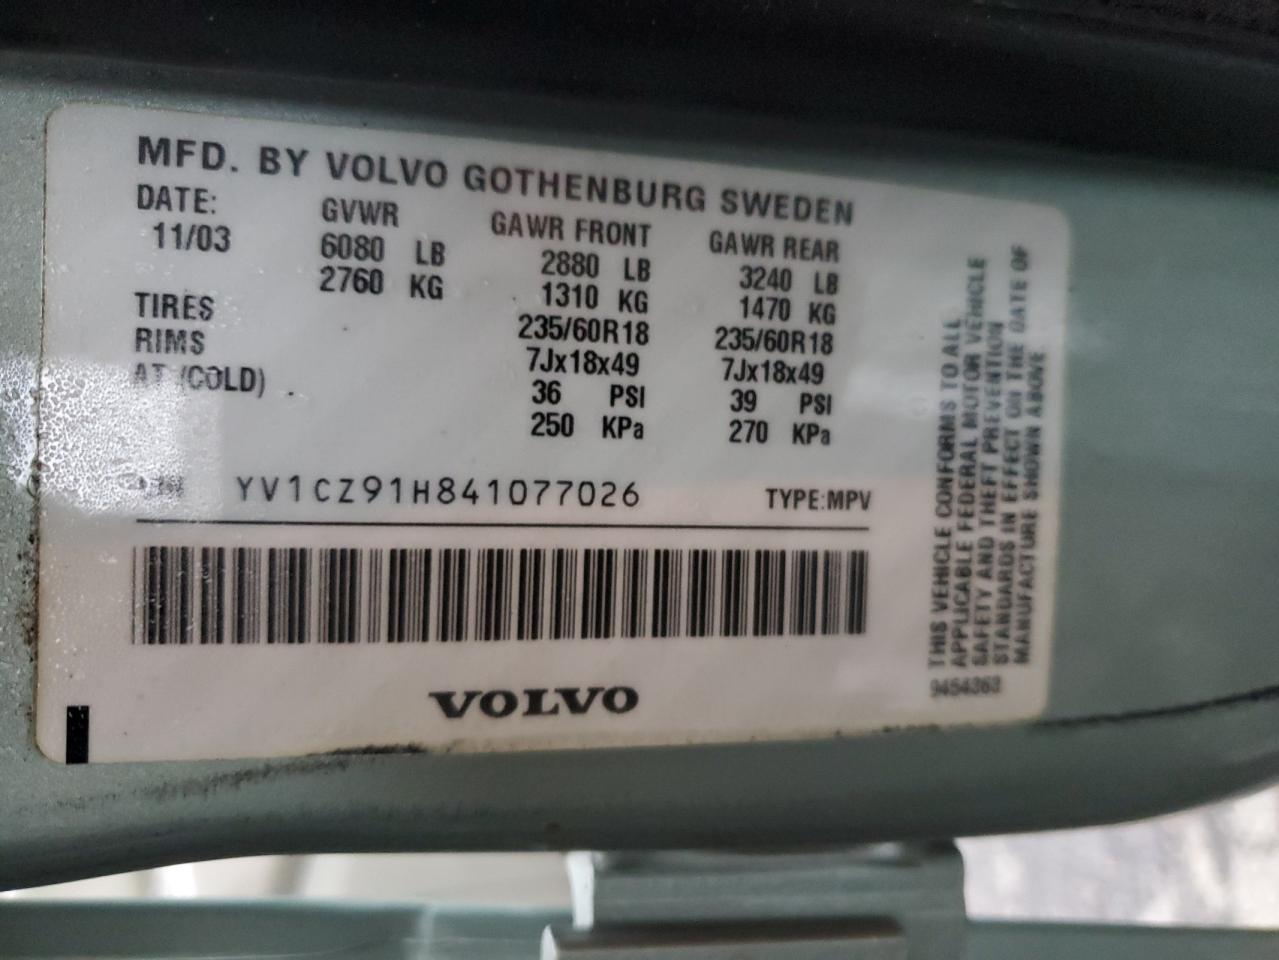 MFD. BY VOLVO GOTHENBURG SWEDEN
DATE: GVWR GAWR FRONT GAWR REAR
11/03 6080 LB 2880 LB 3240 LB
2760 KG 1310 KG 1470 KG
TIRES 235/60R18 235/60R18
RIMS 7Jx18x49 7Jx18x49
AT (COLD) 36 PSI 39 PSI
250 KPa 270 KPa
YV1CZ91H841077026 TYPE:MPV
VOLVO
THIS VEHICLE CONFORMS TO ALL
APPLICABLE FEDERAL MOTOR VEHICLE
SAFETY AND THEFT PREVENTION
STANDARDS IN EFFECT ON THE DATE OF
MANUFACTURE SHOWN ABOVE.
9454363